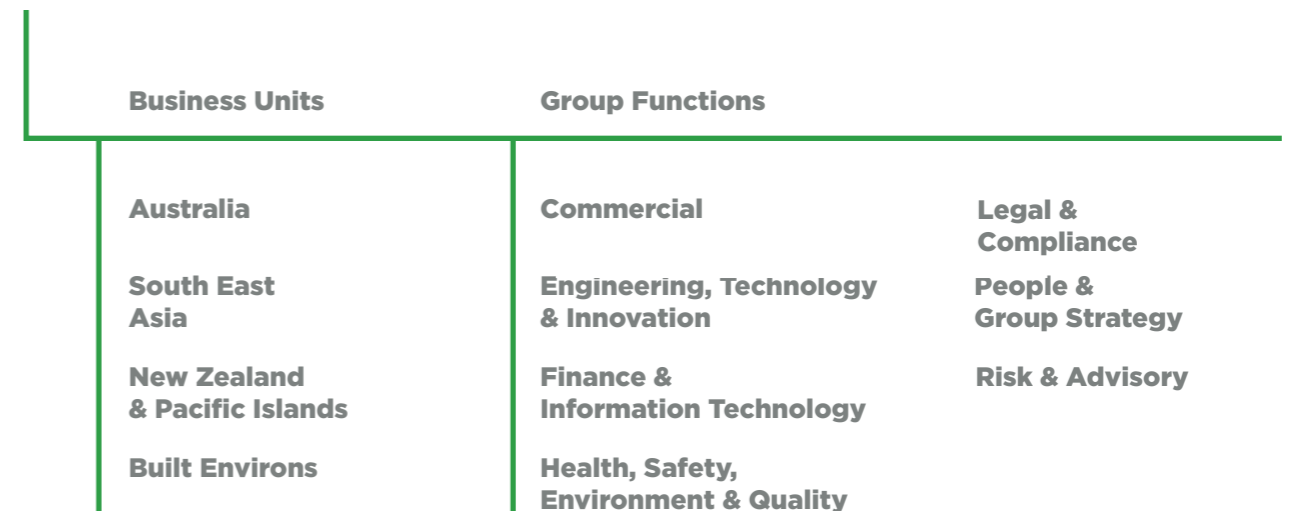 Business Units
Group Functions
Australia
South East
Asia
New Zealand
& Pacific Islands
Built Environs
Commercial
Engineering, Technology
& Innovation
Finance &
Information Technology
Health, Safety,
Environment & Quality
Legal &
Compliance
People &
Group Strategy
Risk & Advisory